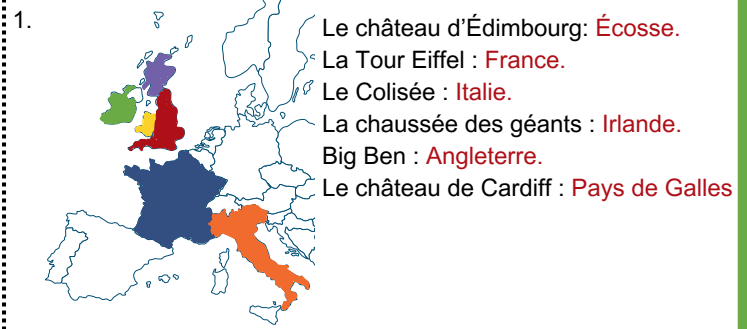 1.
Le château d’Édimbourg: Écosse.
La Tour Eiffel : France.
Le Colisée : Italie.
La chaussée des géants : Irlande.
Big Ben : Angleterre.
Le château de Cardiff : Pays de Galles